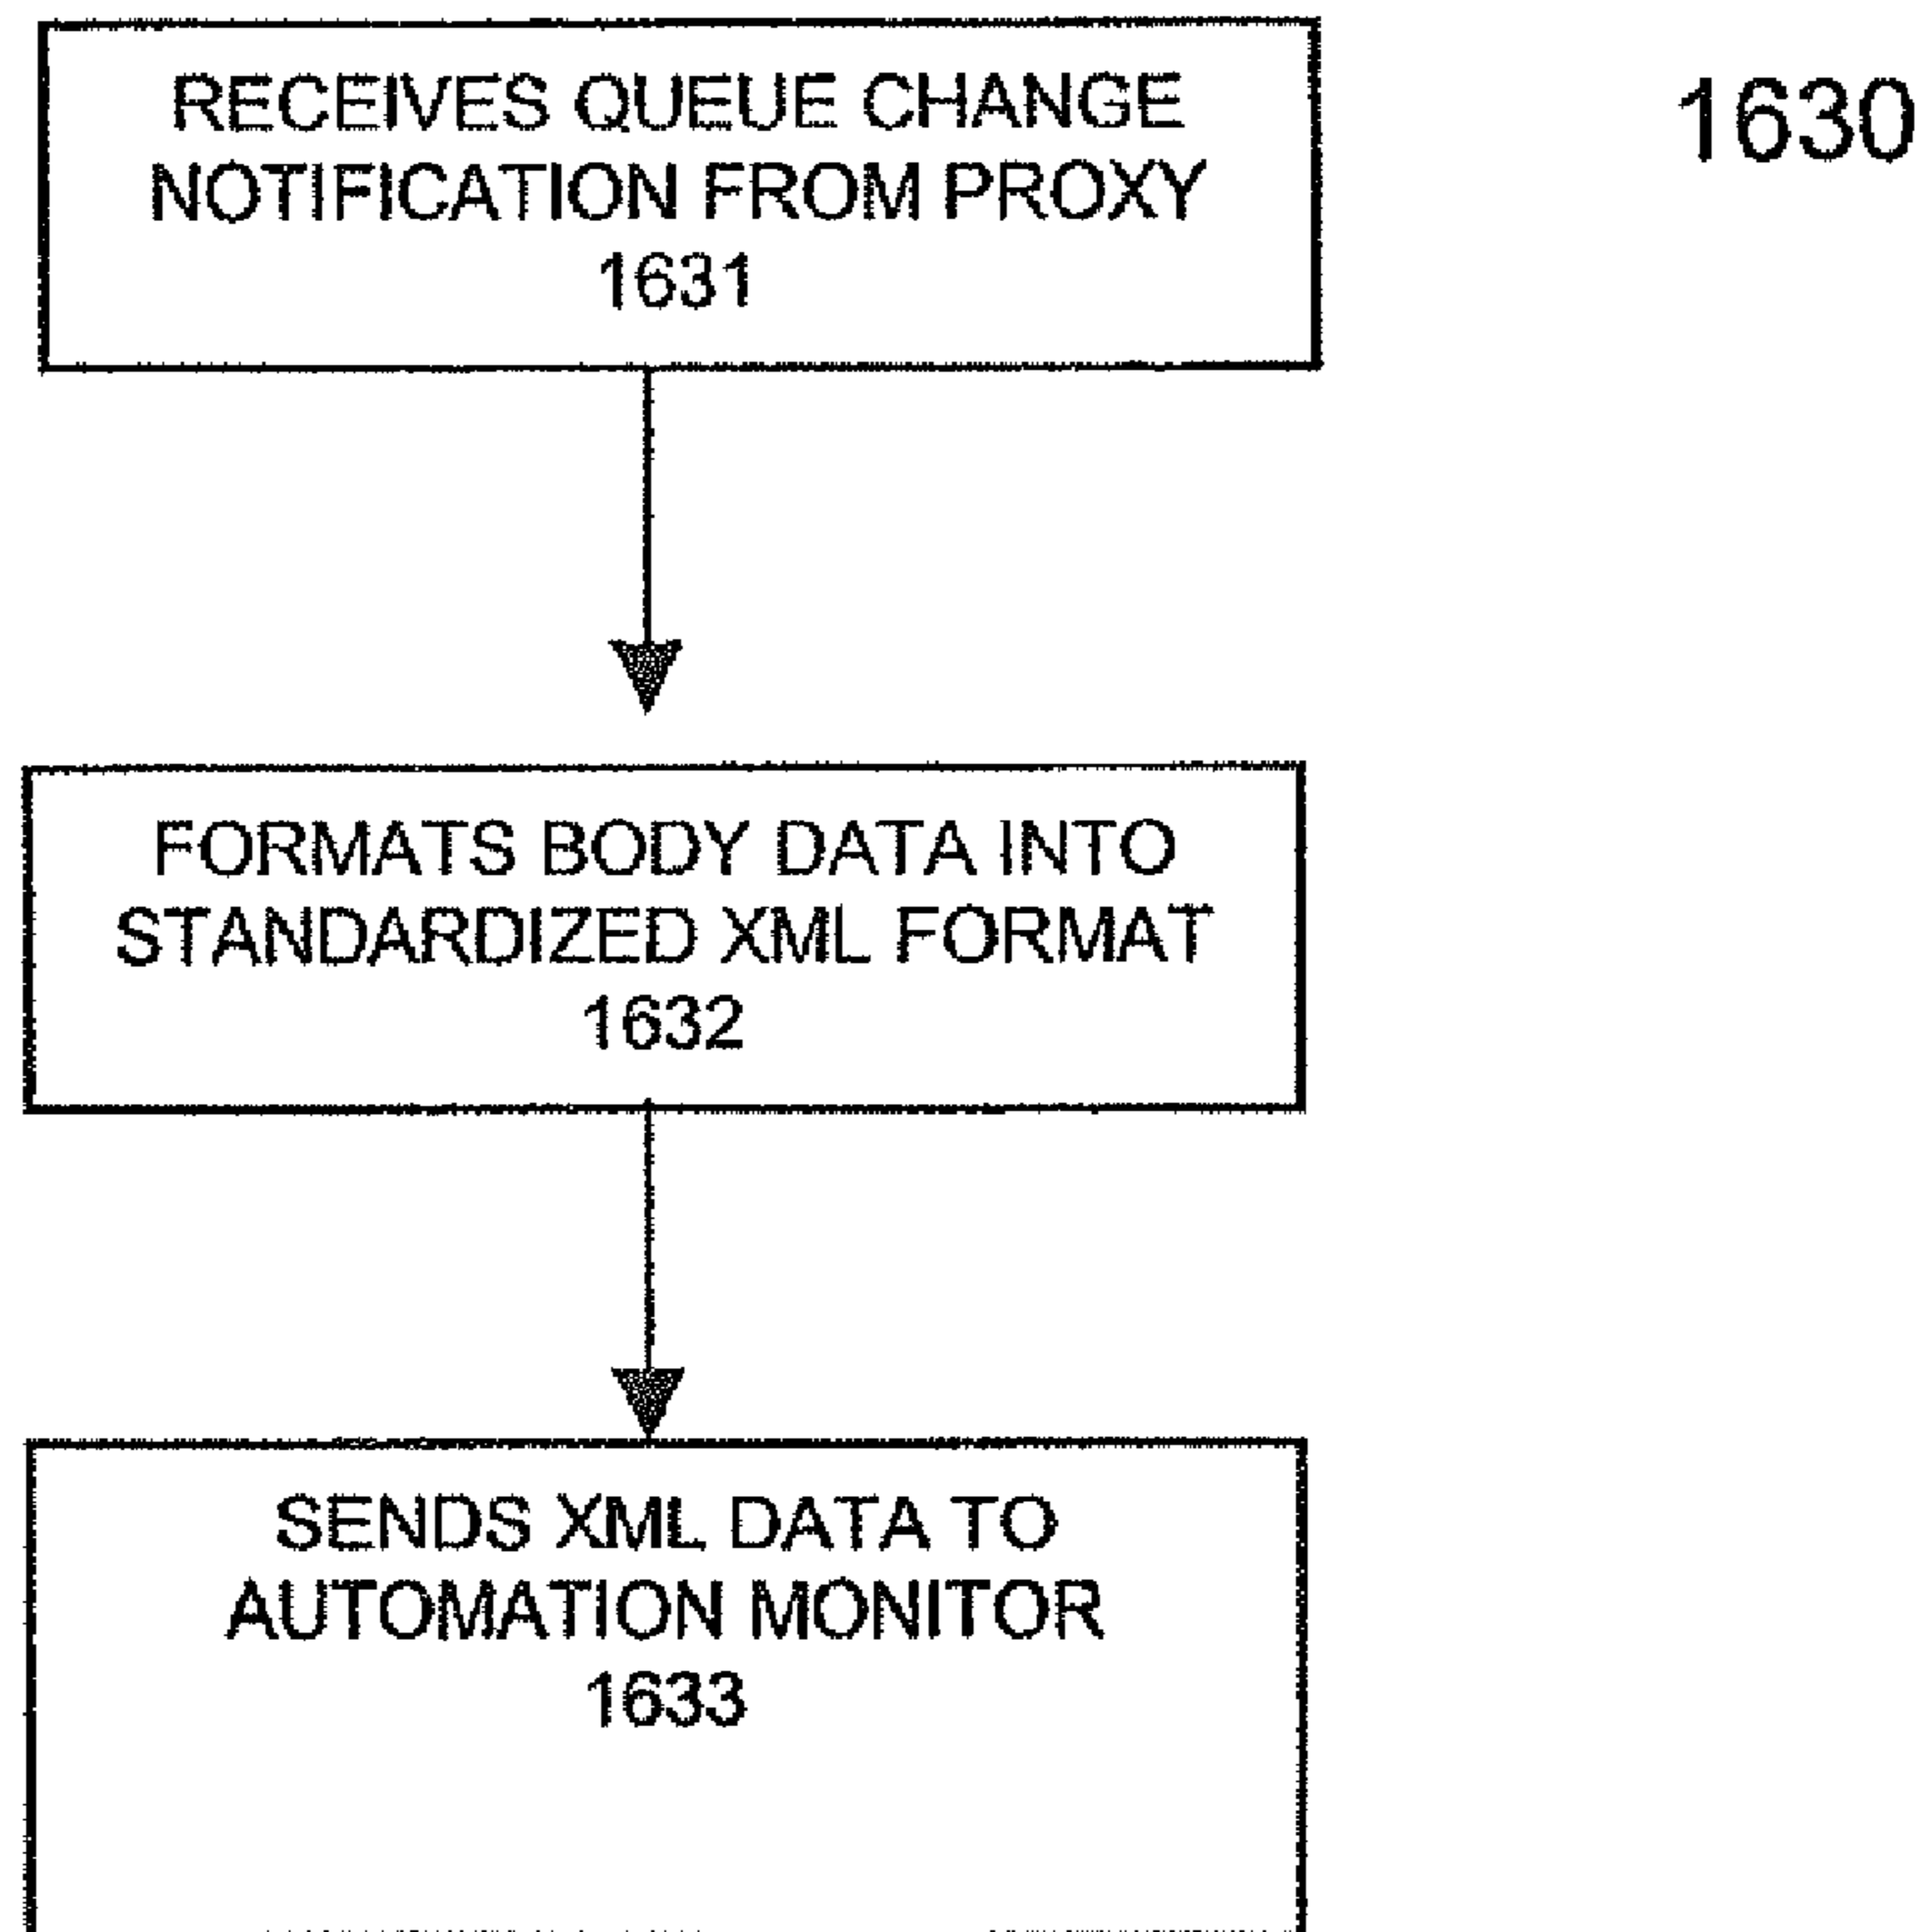 RECEIVES QUEUE CHANGE
NOTIFICATION FROM PROXY
1631
1630
FORMATS BODY DATA INTO
STANDARDIZED XML FORMAT
1632
SENDS XML DATA TO
AUTOMATION MONITOR
1633